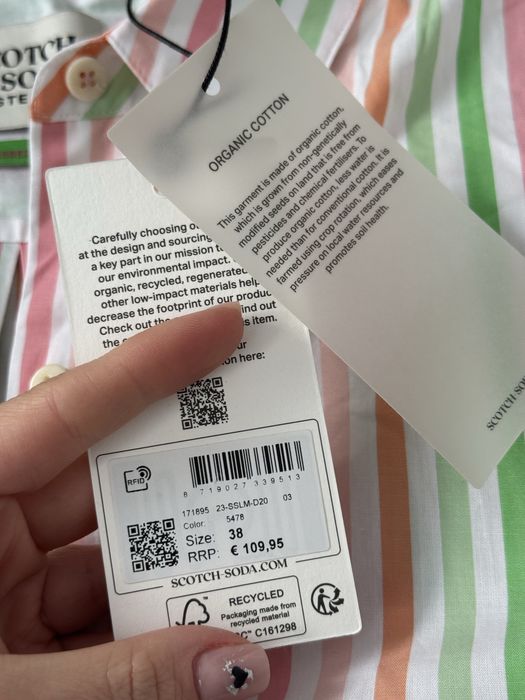 SCOTCH
ORGANIC COTTON
This garment is made of organic cotton,
which is grown from non-genetically
modified seeds on land that is free from
pesticides and chemical fertilisers. To
produce organic cotton, less water is
needed than for conventional cotton. It is
farmed using crop rotation, which eases
pressure on local water resources and
promotes soil health.
SCOTCH-SODA
Carefully choosing
at the design and sourcing
a key part in our mission
our environmental impact.
organic, recycled, regenerated
other low-impact materials help
decrease the footprint of our
Check out the find out
item.
here:
RFID
8 719027 339513
171895 23-SSLM-D20 03
Color: 5478
Size: 38
RRP: € 109,95
SCOTCH-SODA.COM
RECYCLED
Packaging made from
recycled material
C161298